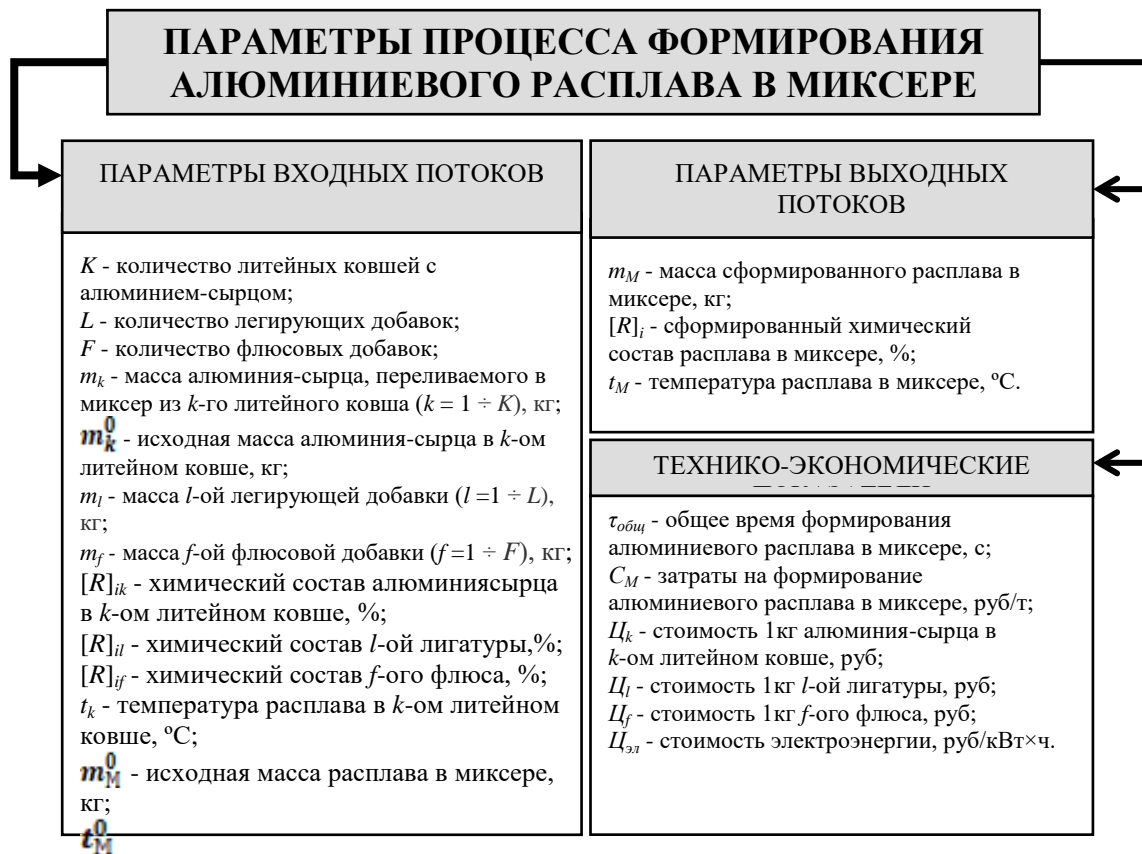 ПАРАМЕТРЫ ПРОЦЕССА ФОРМИРОВАНИЯ
АЛЮМИНИЕВОГО РАСПЛАВА В МИКСЕРЕ
ПАРАМЕТРЫ ВХОДНЫХ ПОТОКОВ
K - количество литейных ковшей с
алюминием-сырцом;
L - количество легирующих добавок;
F - количество флюсовых добавок;
m_k - масса алюминия-сырца, переливаемого в
миксер из k-го литейного ковша (k = 1 ÷ K), кг;
m_k^0 - исходная масса алюминия-сырца в k-ом
литейном ковше, кг;
m_l - масса l-ой легирующей добавки (l =1 ÷ L),
кг;
m_f - масса f-ой флюсовой добавки (f =1 ÷ F), кг;
[R]_ik - химический состав алюминиясырца
в k-ом литейном ковше, %;
[R]_il - химический состав l-ой лигатуры,%;
[R]_if - химический состав f-ого флюса, %;
t_k - температура расплава в k-ом литейном
ковше, ºС;
m_М^0 - исходная масса расплава в миксере,
кг;
t_М^0
ПАРАМЕТРЫ ВЫХОДНЫХ
ПОТОКОВ
m_M - масса сформированного расплава в
миксере, кг;
[R]_i - сформированный химический
состав расплава в миксере, %;
t_M - температура расплава в миксере, ºС.
ТЕХНИКО-ЭКОНОМИЧЕСКИЕ
τ_общ - общее время формирования
алюминиевого расплава в миксере, с;
C_M - затраты на формирование
алюминиевого расплава в миксере, руб/т;
Ц_k - стоимость 1кг алюминия-сырца в
k-ом литейном ковше, руб;
Ц_l - стоимость 1кг l-ой лигатуры, руб;
Ц_f - стоимость 1кг f-ого флюса, руб;
Ц_эл - стоимость электроэнергии, руб/кВт×ч.